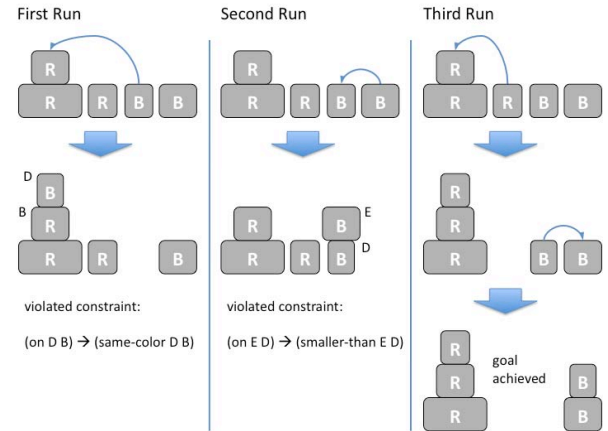 First Run
R
R R B B
D
B
B
R
R R B
violated constraint:
(on D B) → (same-color D B)
Second Run
R
R R B B
R B E
R R B D
violated constraint:
(on E D) → (smaller-than E D)
Third Run
R
R R B B
R
R
R B B
R
R B
R B
goal
achieved